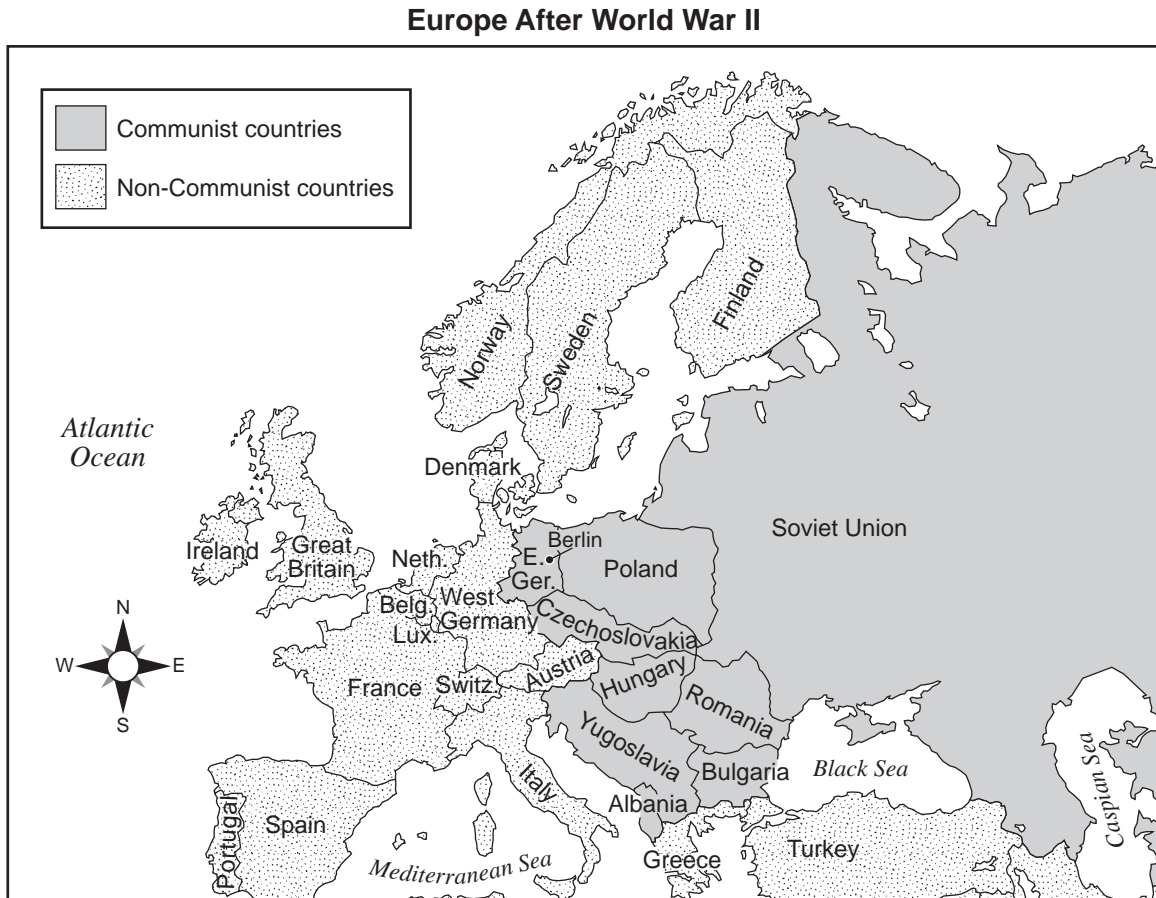 Europe After World War II
Communist countries
Non-Communist countries
Norway
Sweden
Finland
Atlantic
Ocean
Denmark
Soviet Union
Ireland
Great
Britain
Neth.
E.
Ger.
Berlin
Poland
Belg.
West
Germany
Lux.
Czechoslovakia
N
W
E
S
France
Switz.
Austria
Hungary
Romania
Yugoslavia
Italy
Bulgaria
Black Sea
Caspian Sea
Albania
Portugal
Spain
Mediterranean Sea
Greece
Turkey